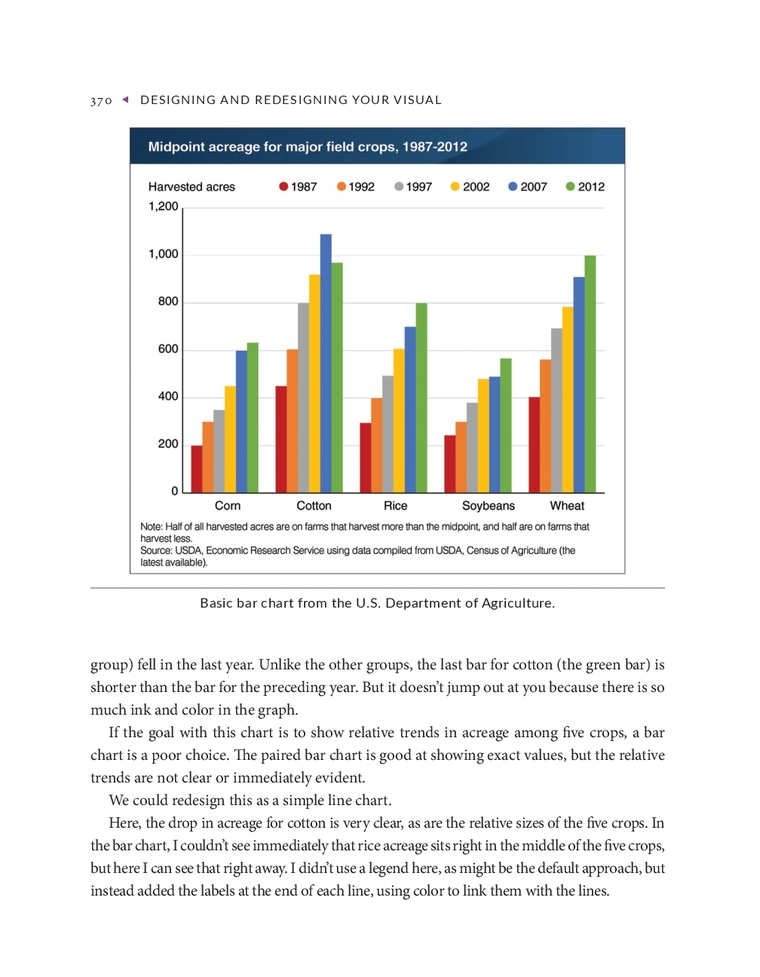 370 ◂ DESIGNING AND REDESIGNING YOUR VISUAL
Midpoint acreage for major field crops, 1987-2012
Harvested acres 1987 1992 1997 2002 2007 2012
1,200
1,000
800
600
400
200
0
Corn Cotton Rice Soybeans Wheat
Note: Half of all harvested acres are on farms that harvest more than the midpoint, and half are on farms that
harvest less.
Source: USDA, Economic Research Service using data compiled from USDA, Census of Agriculture (the
latest available).
Basic bar chart from the U.S. Department of Agriculture.
group) fell in the last year. Unlike the other groups, the last bar for cotton (the green bar) is
shorter than the bar for the preceding year. But it doesn’t jump out at you because there is so
much ink and color in the graph.
If the goal with this chart is to show relative trends in acreage among five crops, a bar
chart is a poor choice. The paired bar chart is good at showing exact values, but the relative
trends are not clear or immediately evident.
We could redesign this as a simple line chart.
Here, the drop in acreage for cotton is very clear, as are the relative sizes of the five crops. In
the bar chart, I couldn’t see immediately that rice acreage sits right in the middle of the five crops,
but here I can see that right away. I didn’t use a legend here, as might be the default approach, but
instead added the labels at the end of each line, using color to link them with the lines.